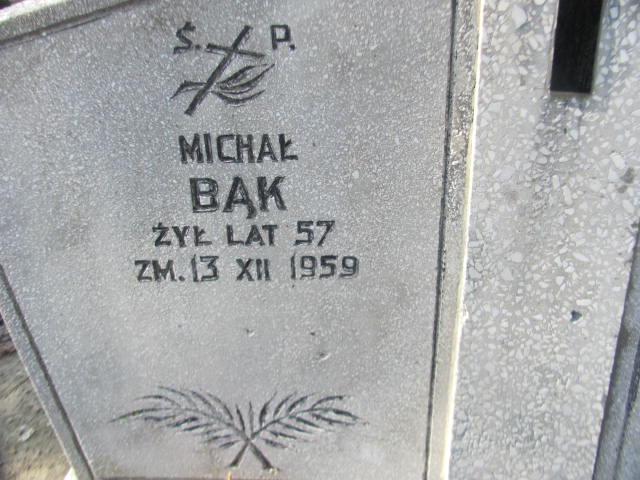 Ś. P.
MICHAŁ
BĄK
ŻYŁ LAT 57
ZM. 13 XII 1959